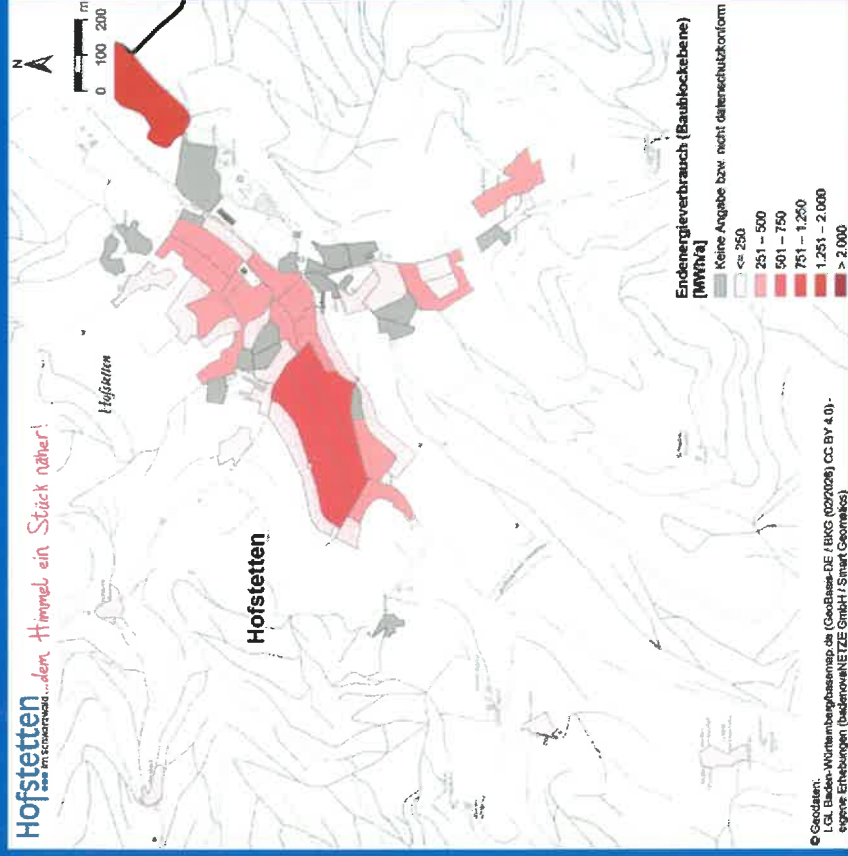 Hofstetten
im Schwarzwald ...dem Himmel ein Stück näher!
N
0 100 200
m
Hofstetten
Hofstetten
Endenergieverbrauch (Baublockebene)
[MWh/a]
Keine Angabe bzw. nicht datenschutzkonform
<= 250
251 – 500
501 – 750
751 – 1.250
1.251 – 2.000
> 2.000
© Geodaten:
LGL Baden-Württemberg/basemap.de (GeoBasis-DE / BKG (02/2026) CC BY 4.0) -
eigene Erhebungen (badenovaNETZE GmbH / Smart Geomatics)